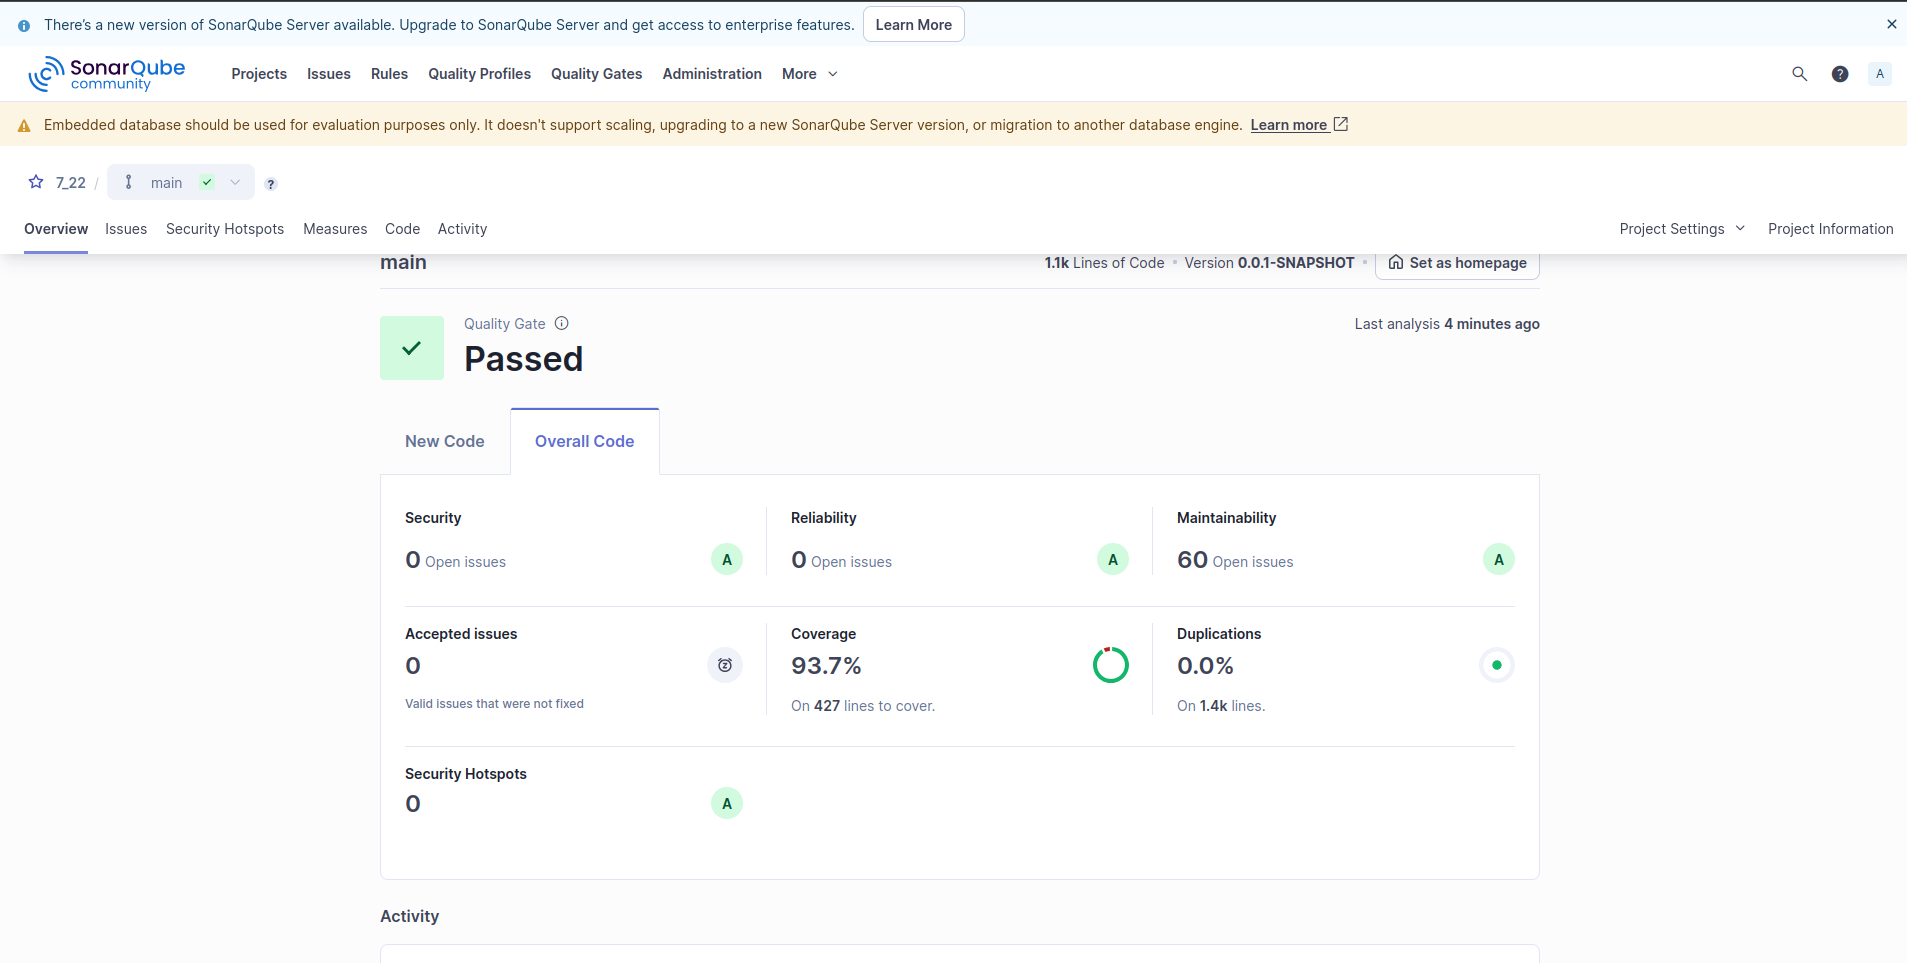 There's a new version of SonarQube Server available. Upgrade to SonarQube Server and get access to enterprise features. Learn More
SonarQube community Projects Issues Rules Quality Profiles Quality Gates Administration More A
Embedded database should be used for evaluation purposes only. It doesn't support scaling, upgrading to a new SonarQube Server version, or migration to another database engine. Learn more
7_22 / main ?
Overview Issues Security Hotspots Measures Code Activity Project Settings Project Information
main 1.1k Lines of Code • Version 0.0.1-SNAPSHOT • Set as homepage
Quality Gate Last analysis 4 minutes ago
Passed
New Code Overall Code
Security Reliability Maintainability
0 Open issues A 0 Open issues A 60 Open issues A
Accepted issues Coverage Duplications
0 93.7% 0.0%
Valid issues that were not fixed On 427 lines to cover. On 1.4k lines.
Security Hotspots
0 A
Activity